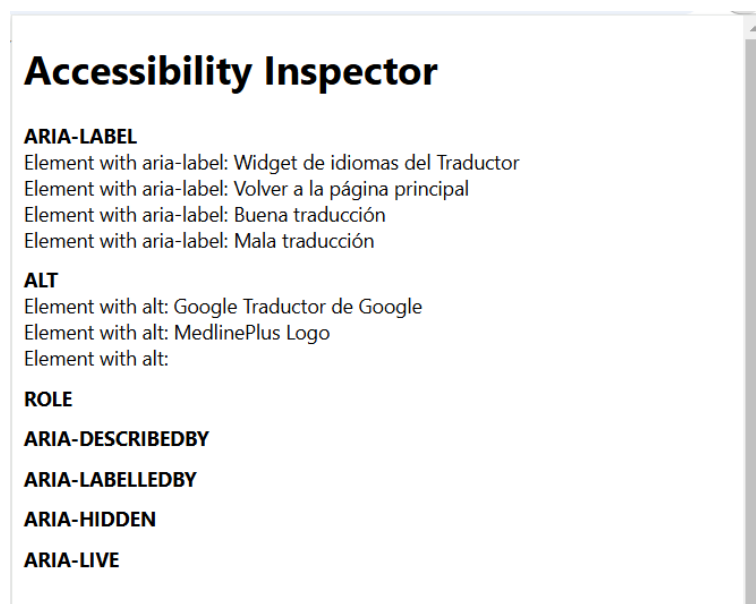 Accessibility Inspector
ARIA-LABEL
Element with aria-label: Widget de idiomas del Traductor
Element with aria-label: Volver a la página principal
Element with aria-label: Buena traducción
Element with aria-label: Mala traducción
ALT
Element with alt: Google Traductor de Google
Element with alt: MedlinePlus Logo
Element with alt:
ROLE
ARIA-DESCRIBEDBY
ARIA-LABELLEDBY
ARIA-HIDDEN
ARIA-LIVE